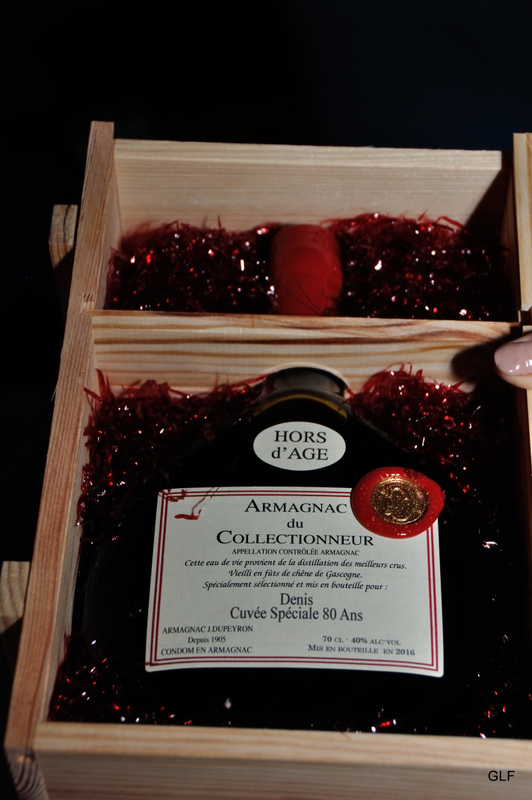 HORS
d'AGE
ARMAGNAC
du
COLLECTIONNEUR
APPELLATION CONTRÔLÉE ARMAGNAC
Cette eau de vie provient de la distillation des meilleurs crus.
Vieilli en fûts de chêne de Gascogne.
Spécialement sélectionné et mis en bouteille pour :
Denis
Cuvée Spéciale 80 Ans
ARMAGNAC J.DUPEYRON
Depuis 1905
CONDOM EN ARMAGNAC
70 CL - 40% ALC-VOL
MIS EN BOUTEILLE EN 2016
GLF